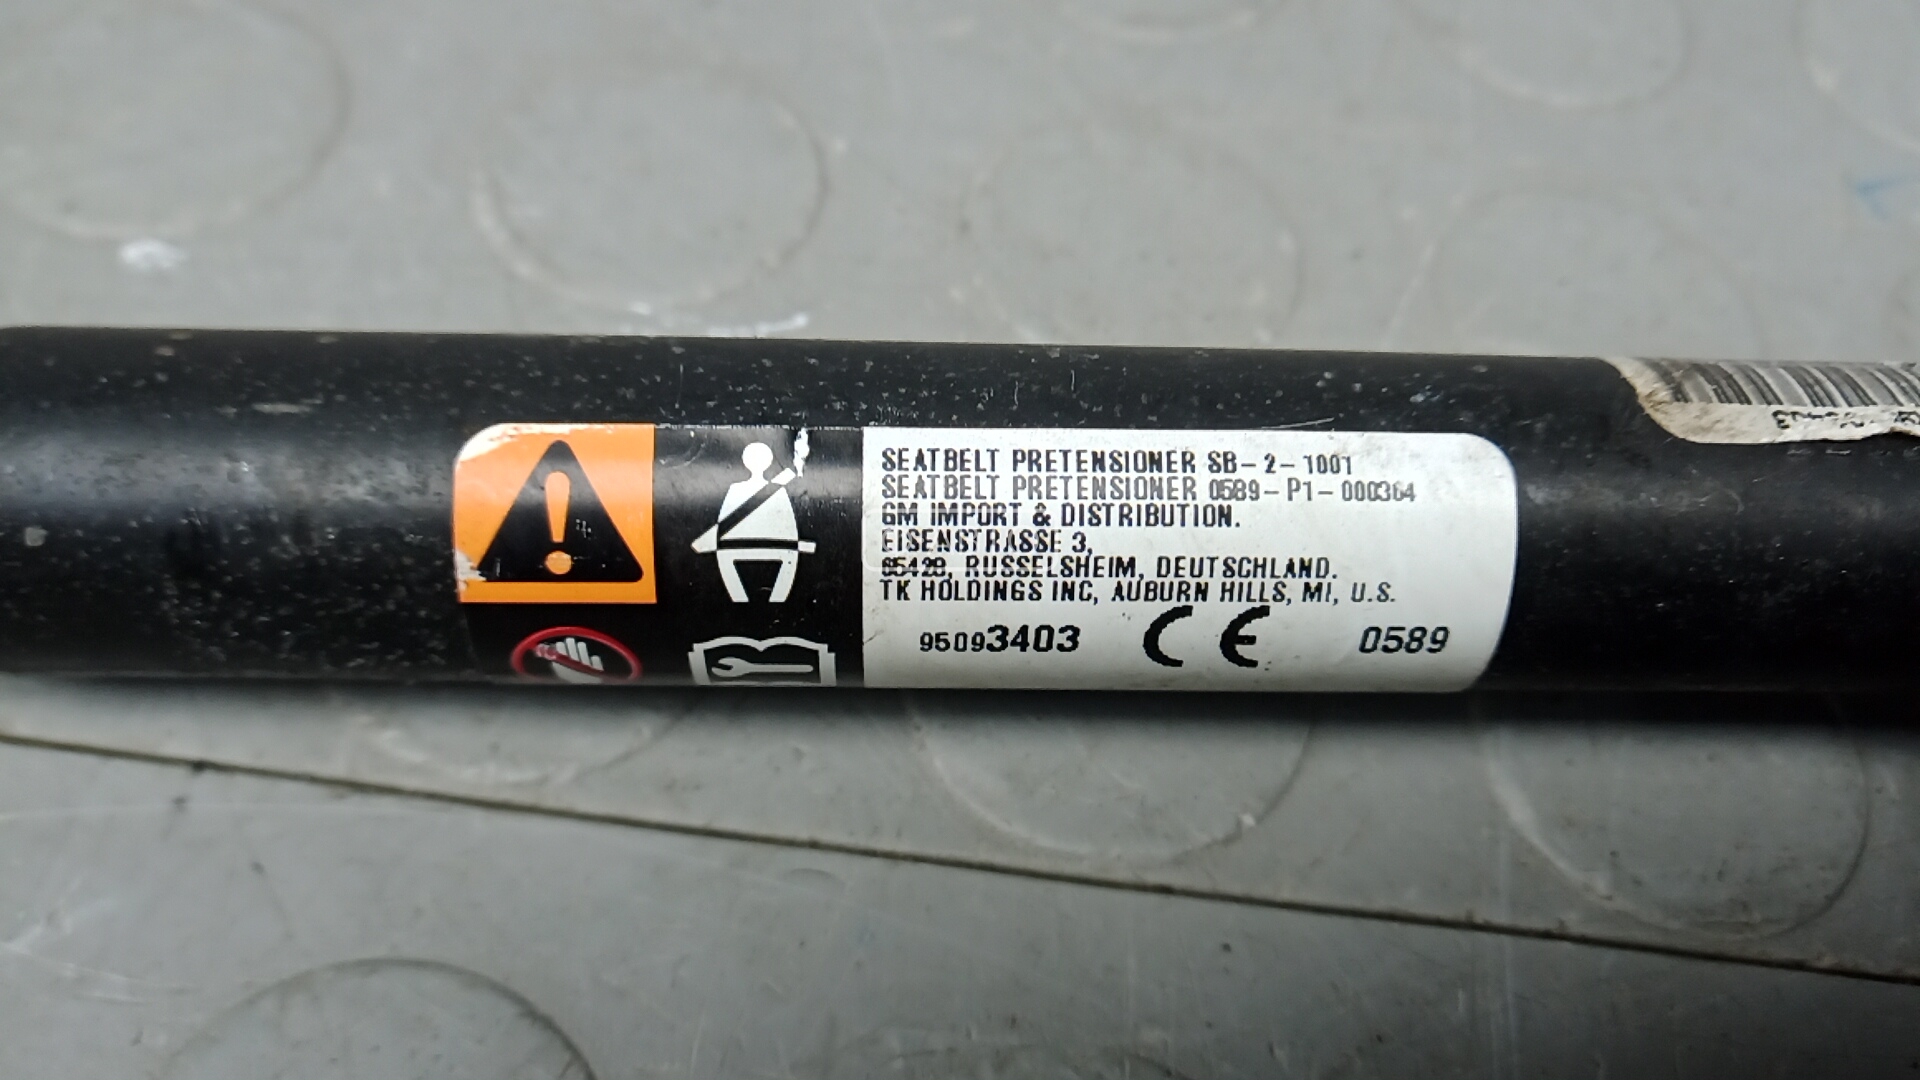 SEATBELT PRETENSIONER SB-2-1001
SEATBELT PRETENSIONER 0589-P1-000364
GM IMPORT & DISTRIBUTION.
EISENSTRASSE 3,
65428, RUSSELSHEIM, DEUTSCHLAND.
TK HOLDINGS INC, AUBURN HILLS, MI, U.S.
95093403 CE 0589